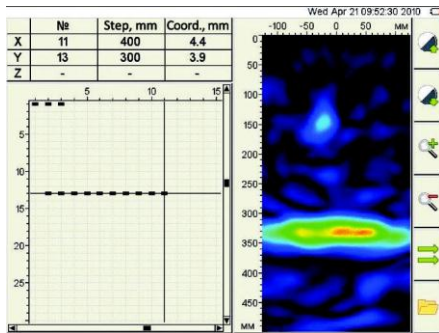 Wed Apr 21 09:52:30 2010
№ Step, mm Coord., mm
X 11 400 4.4
Y 13 300 3.9
Z - - -
5 10 15
5
10
15
20
25
-100 -50 0 50 мм
0
50
100
150
200
250
300
350
400
450
мм